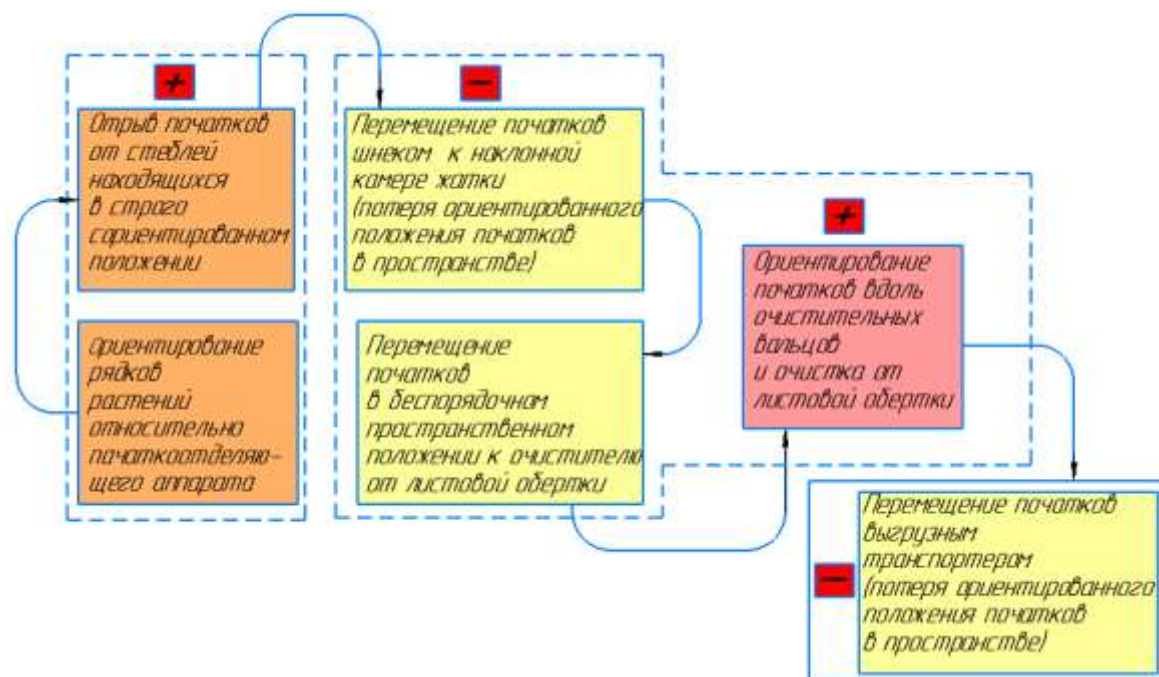 +
Отрыв початков
от стеблей
находящихся
в строго
сориентированном
положении
Ориентирование
рядков
растений
относительно
початкоотделяю-
щего аппарата
−
Перемещение початков
шнеком к наклонной
камере жатки
(потеря ориентированного
положения початков
в пространстве)
Перемещение
початков
в беспорядочном
пространственном
положении к очистителю
от листовой обертки
+
Ориентирование
початков вдоль
очистительных
вальцов
и очистка от
листовой обертки
−
Перемещение початков
выгрузным
транспортером
(потеря ориентированного
положения початков
в пространстве)